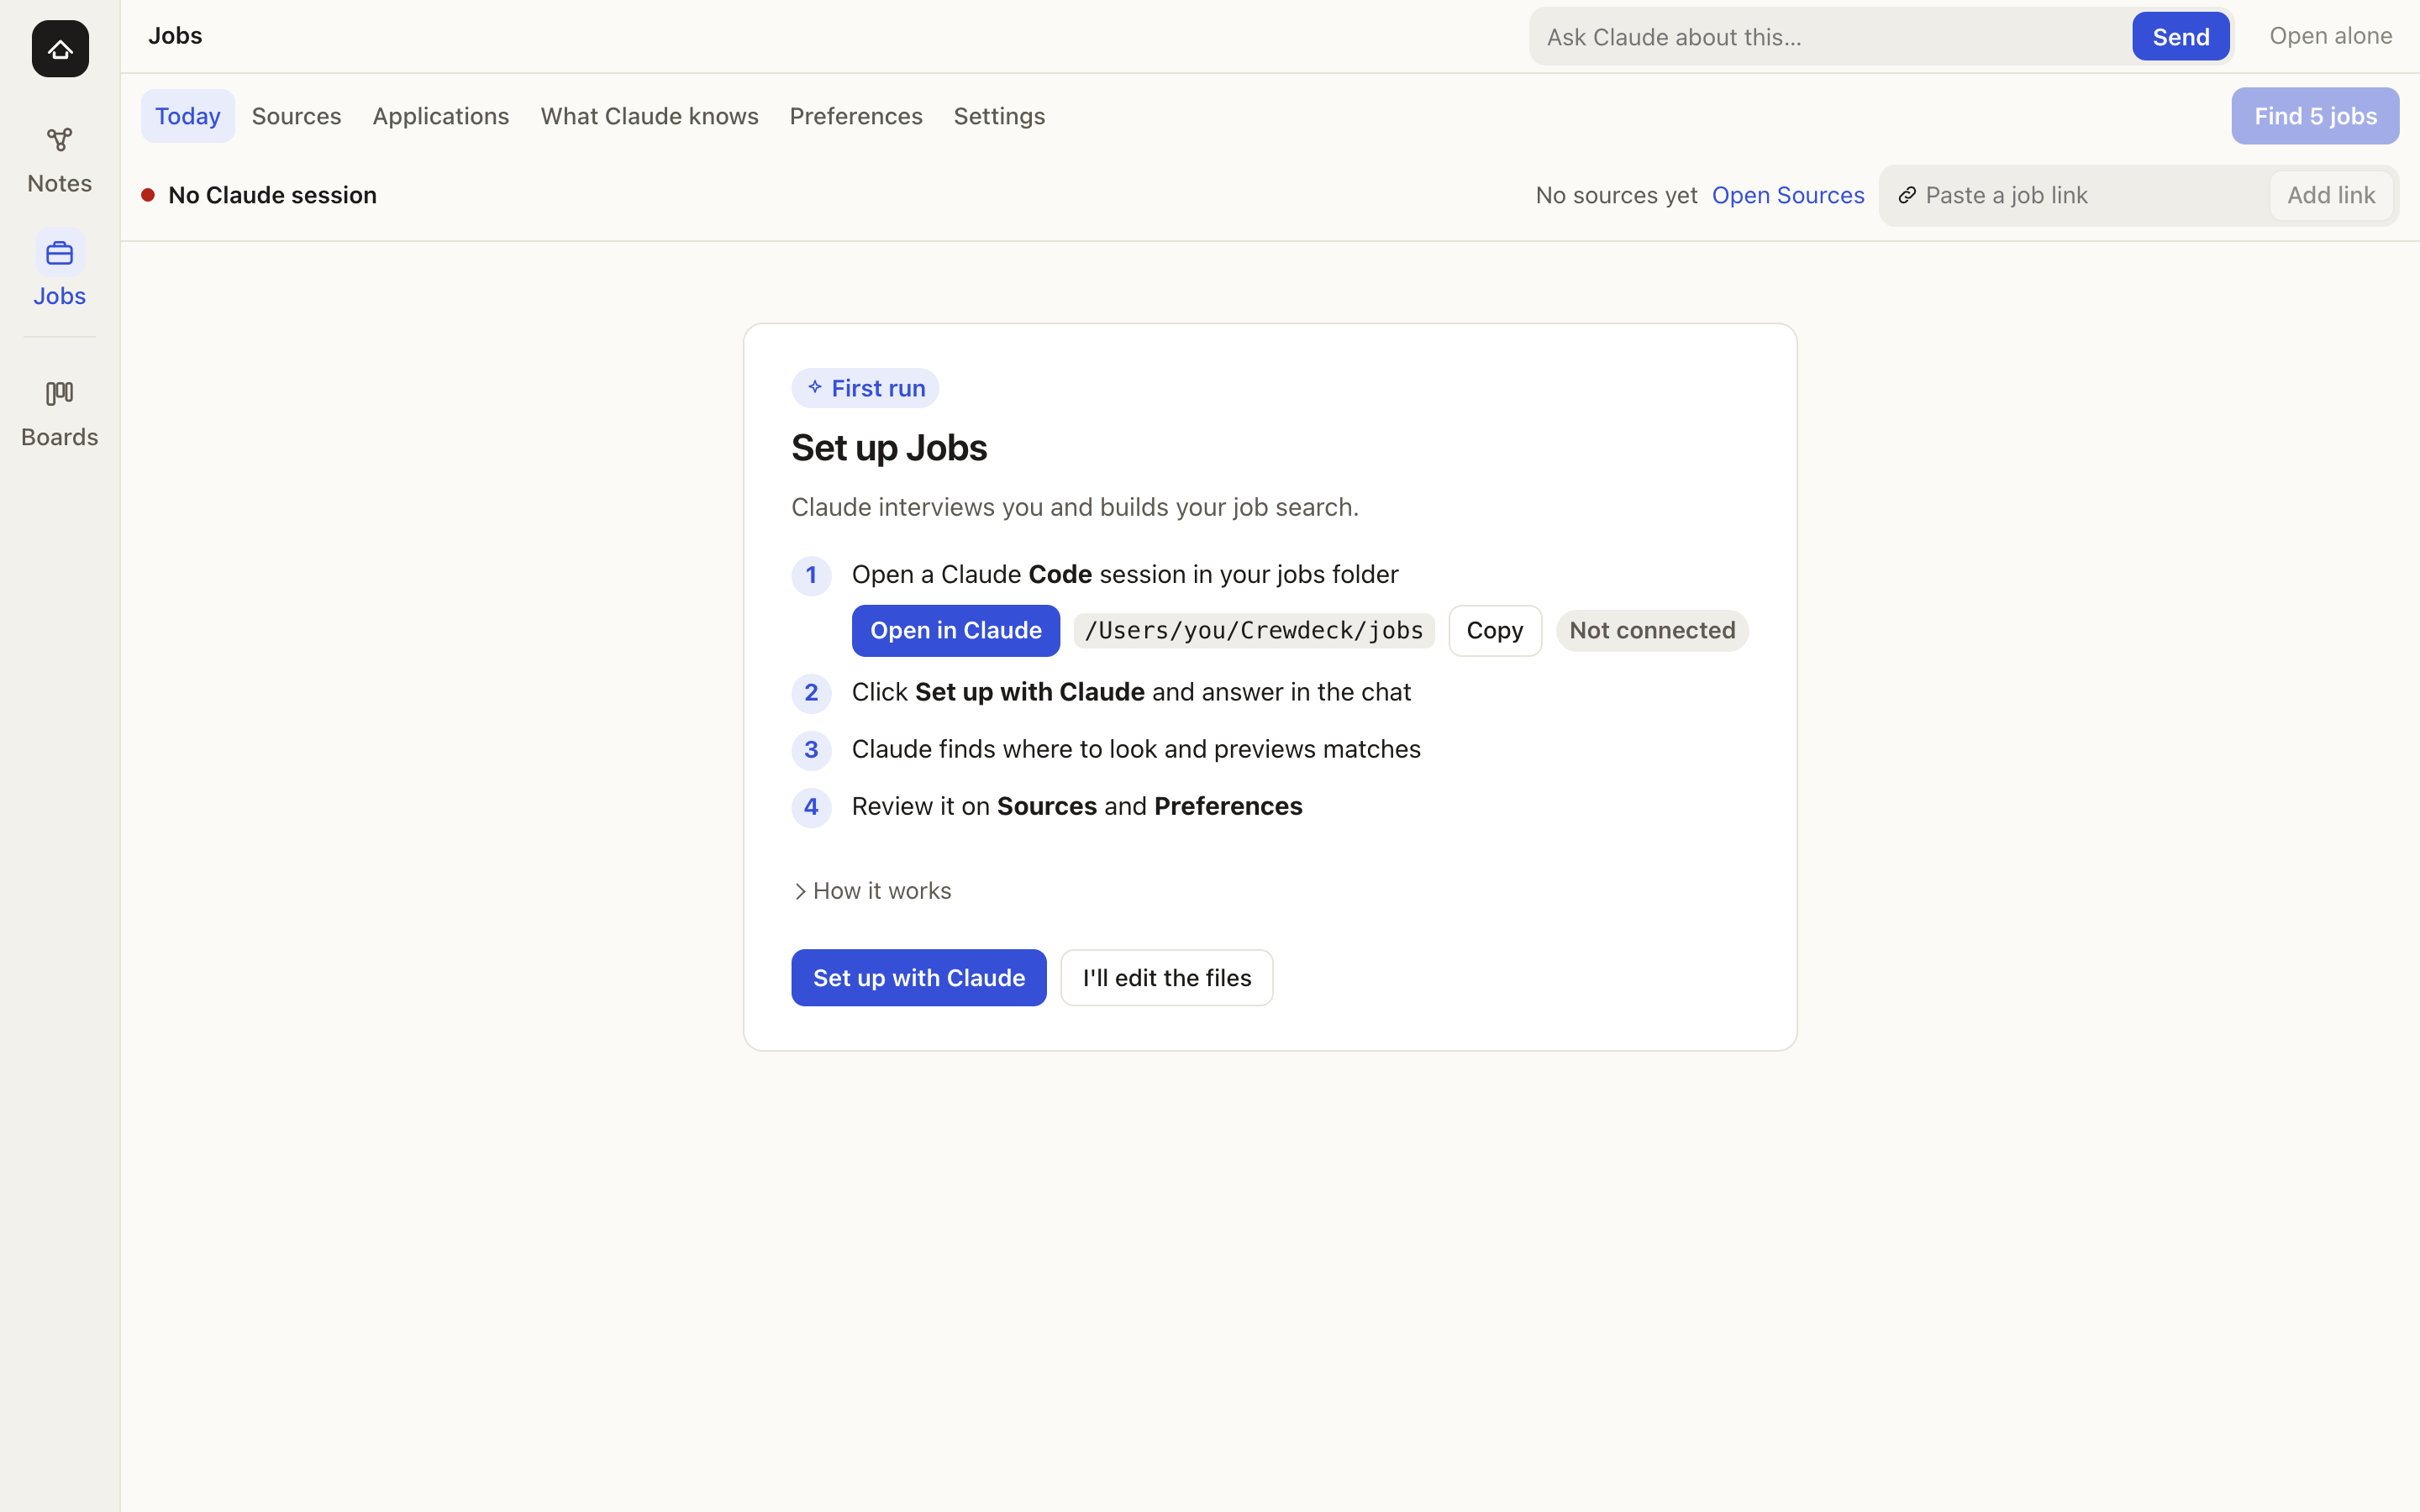 Jobs
Ask Claude about this...
Send
Open alone
Today
Sources
Applications
What Claude knows
Preferences
Settings
Find 5 jobs
Notes
No Claude session
No sources yet
Open Sources
Paste a job link
Add link
Jobs
Boards
First run
Set up Jobs
Claude interviews you and builds your job search.
1 Open a Claude Code session in your jobs folder
Open in Claude
/Users/you/Crewdeck/jobs
Copy
Not connected
2 Click Set up with Claude and answer in the chat
3 Claude finds where to look and previews matches
4 Review it on Sources and Preferences
How it works
Set up with Claude
I'll edit the files